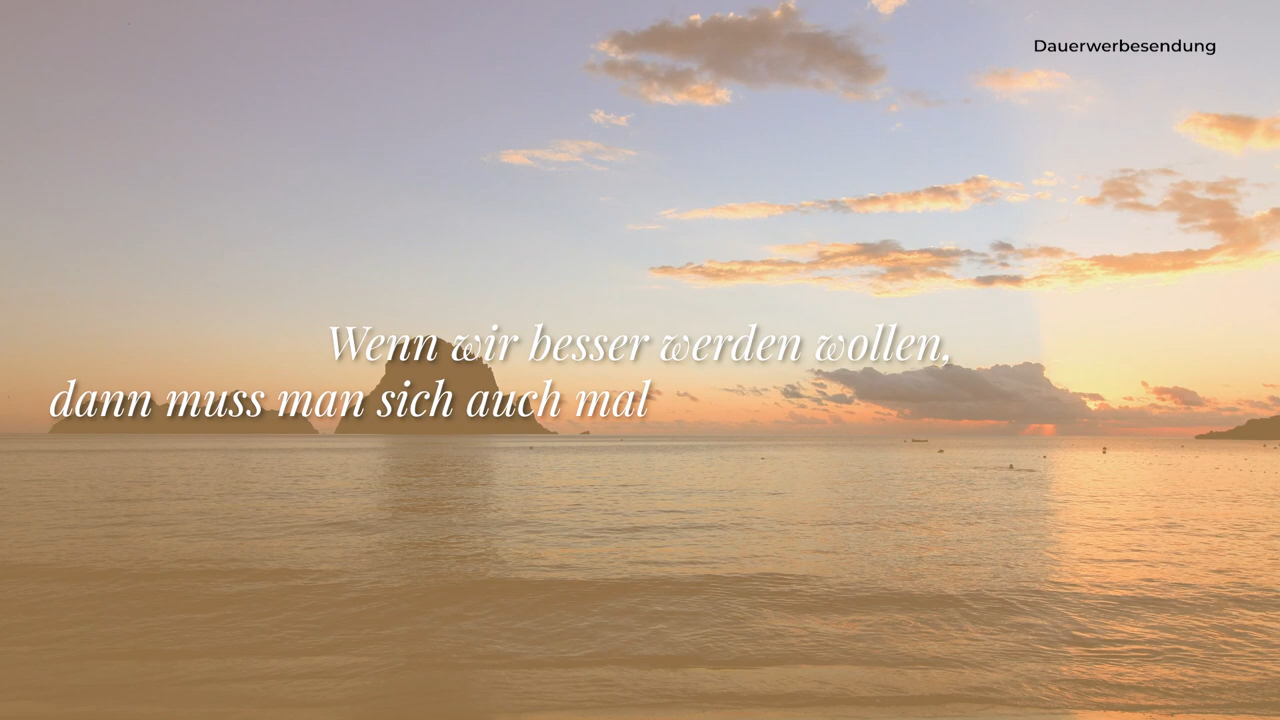 Dauerwerbesendung
Wenn wir besser werden wollen,
dann muss man sich auch mal